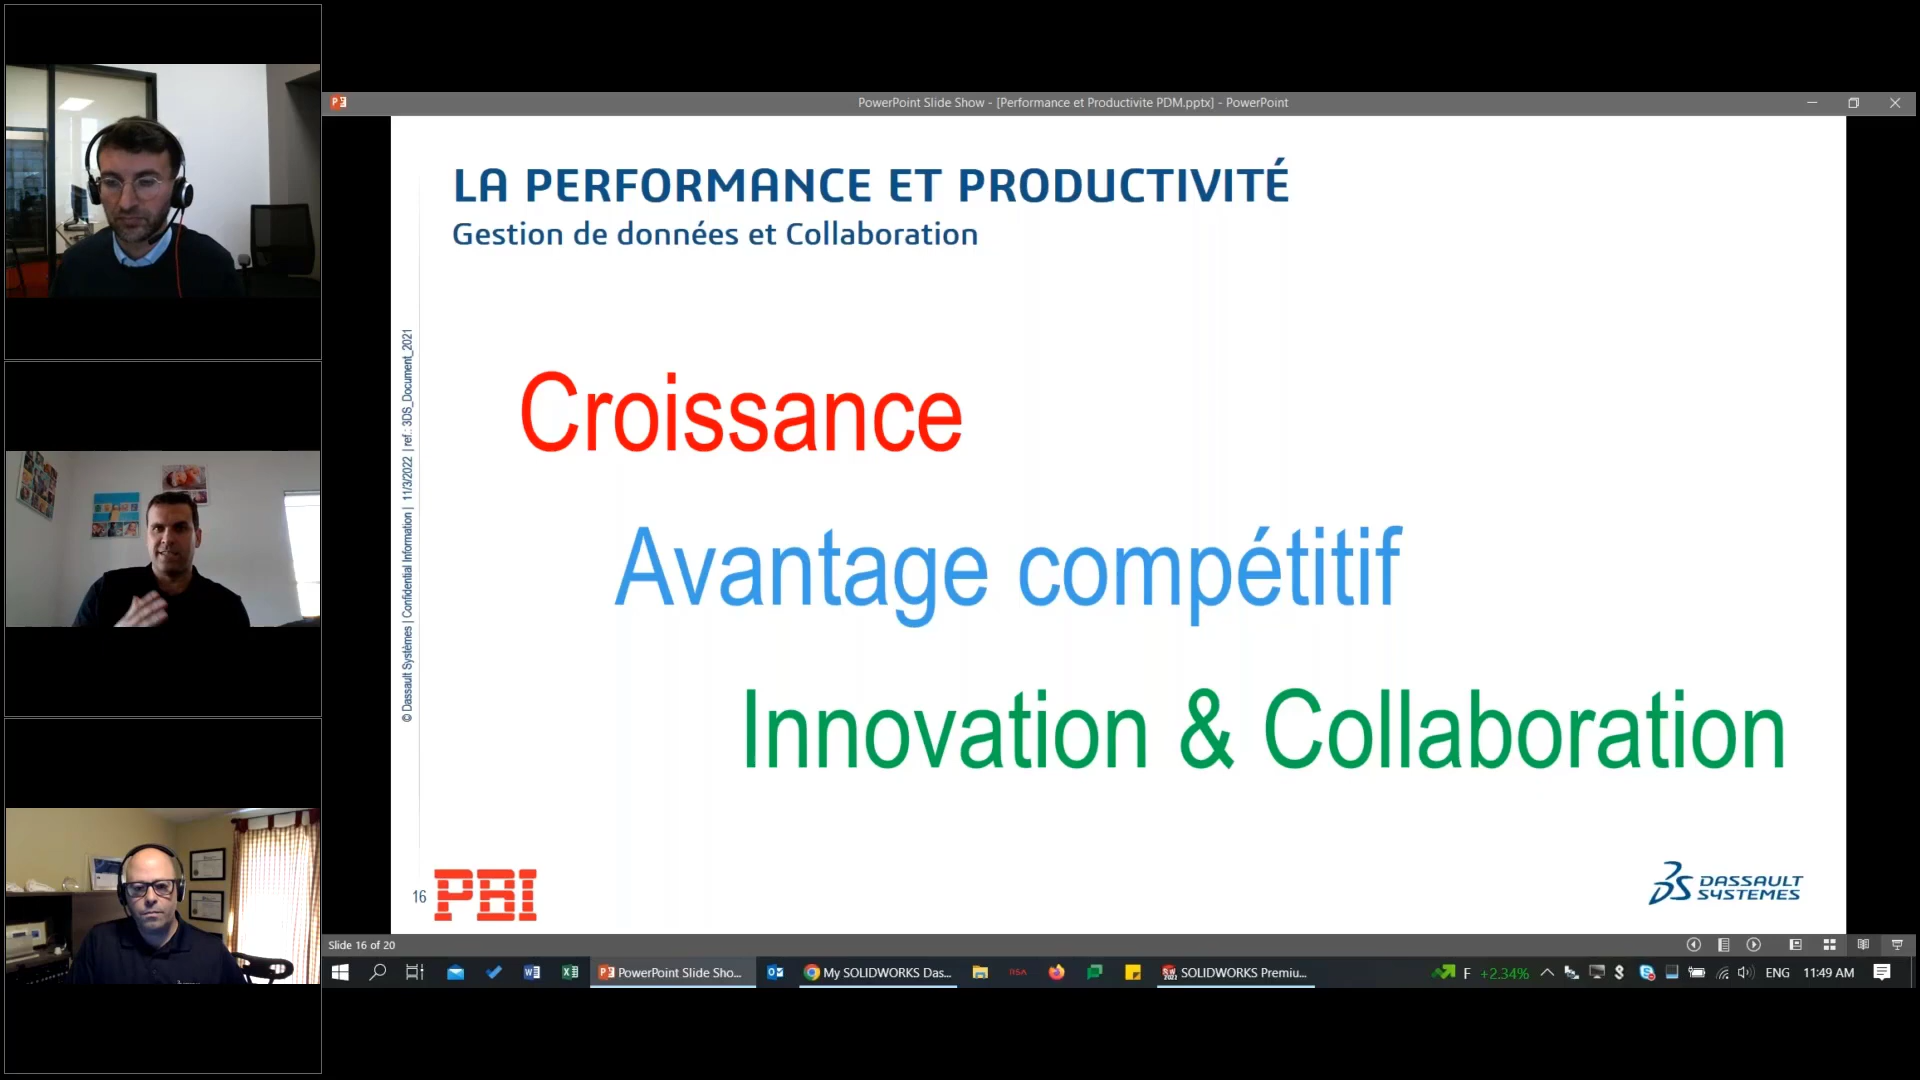 PowerPoint Slide Show - [Performance et Productivite PDM.pptx] - PowerPoint
LA PERFORMANCE ET PRODUCTIVITÉ
Gestion de données et Collaboration
Croissance
Avantage compétitif
Innovation & Collaboration
© Dassault Systèmes | Confidential Information | 11/3/2022 | ref.: 3DS_Document_2021
16
PBI
DASSAULT
SYSTEMES
Slide 16 of 20
PowerPoint Slide Sho...
My SOLIDWORKS Das...
SOLIDWORKS Premiu...
F +2.34%
ENG
11:49 AM